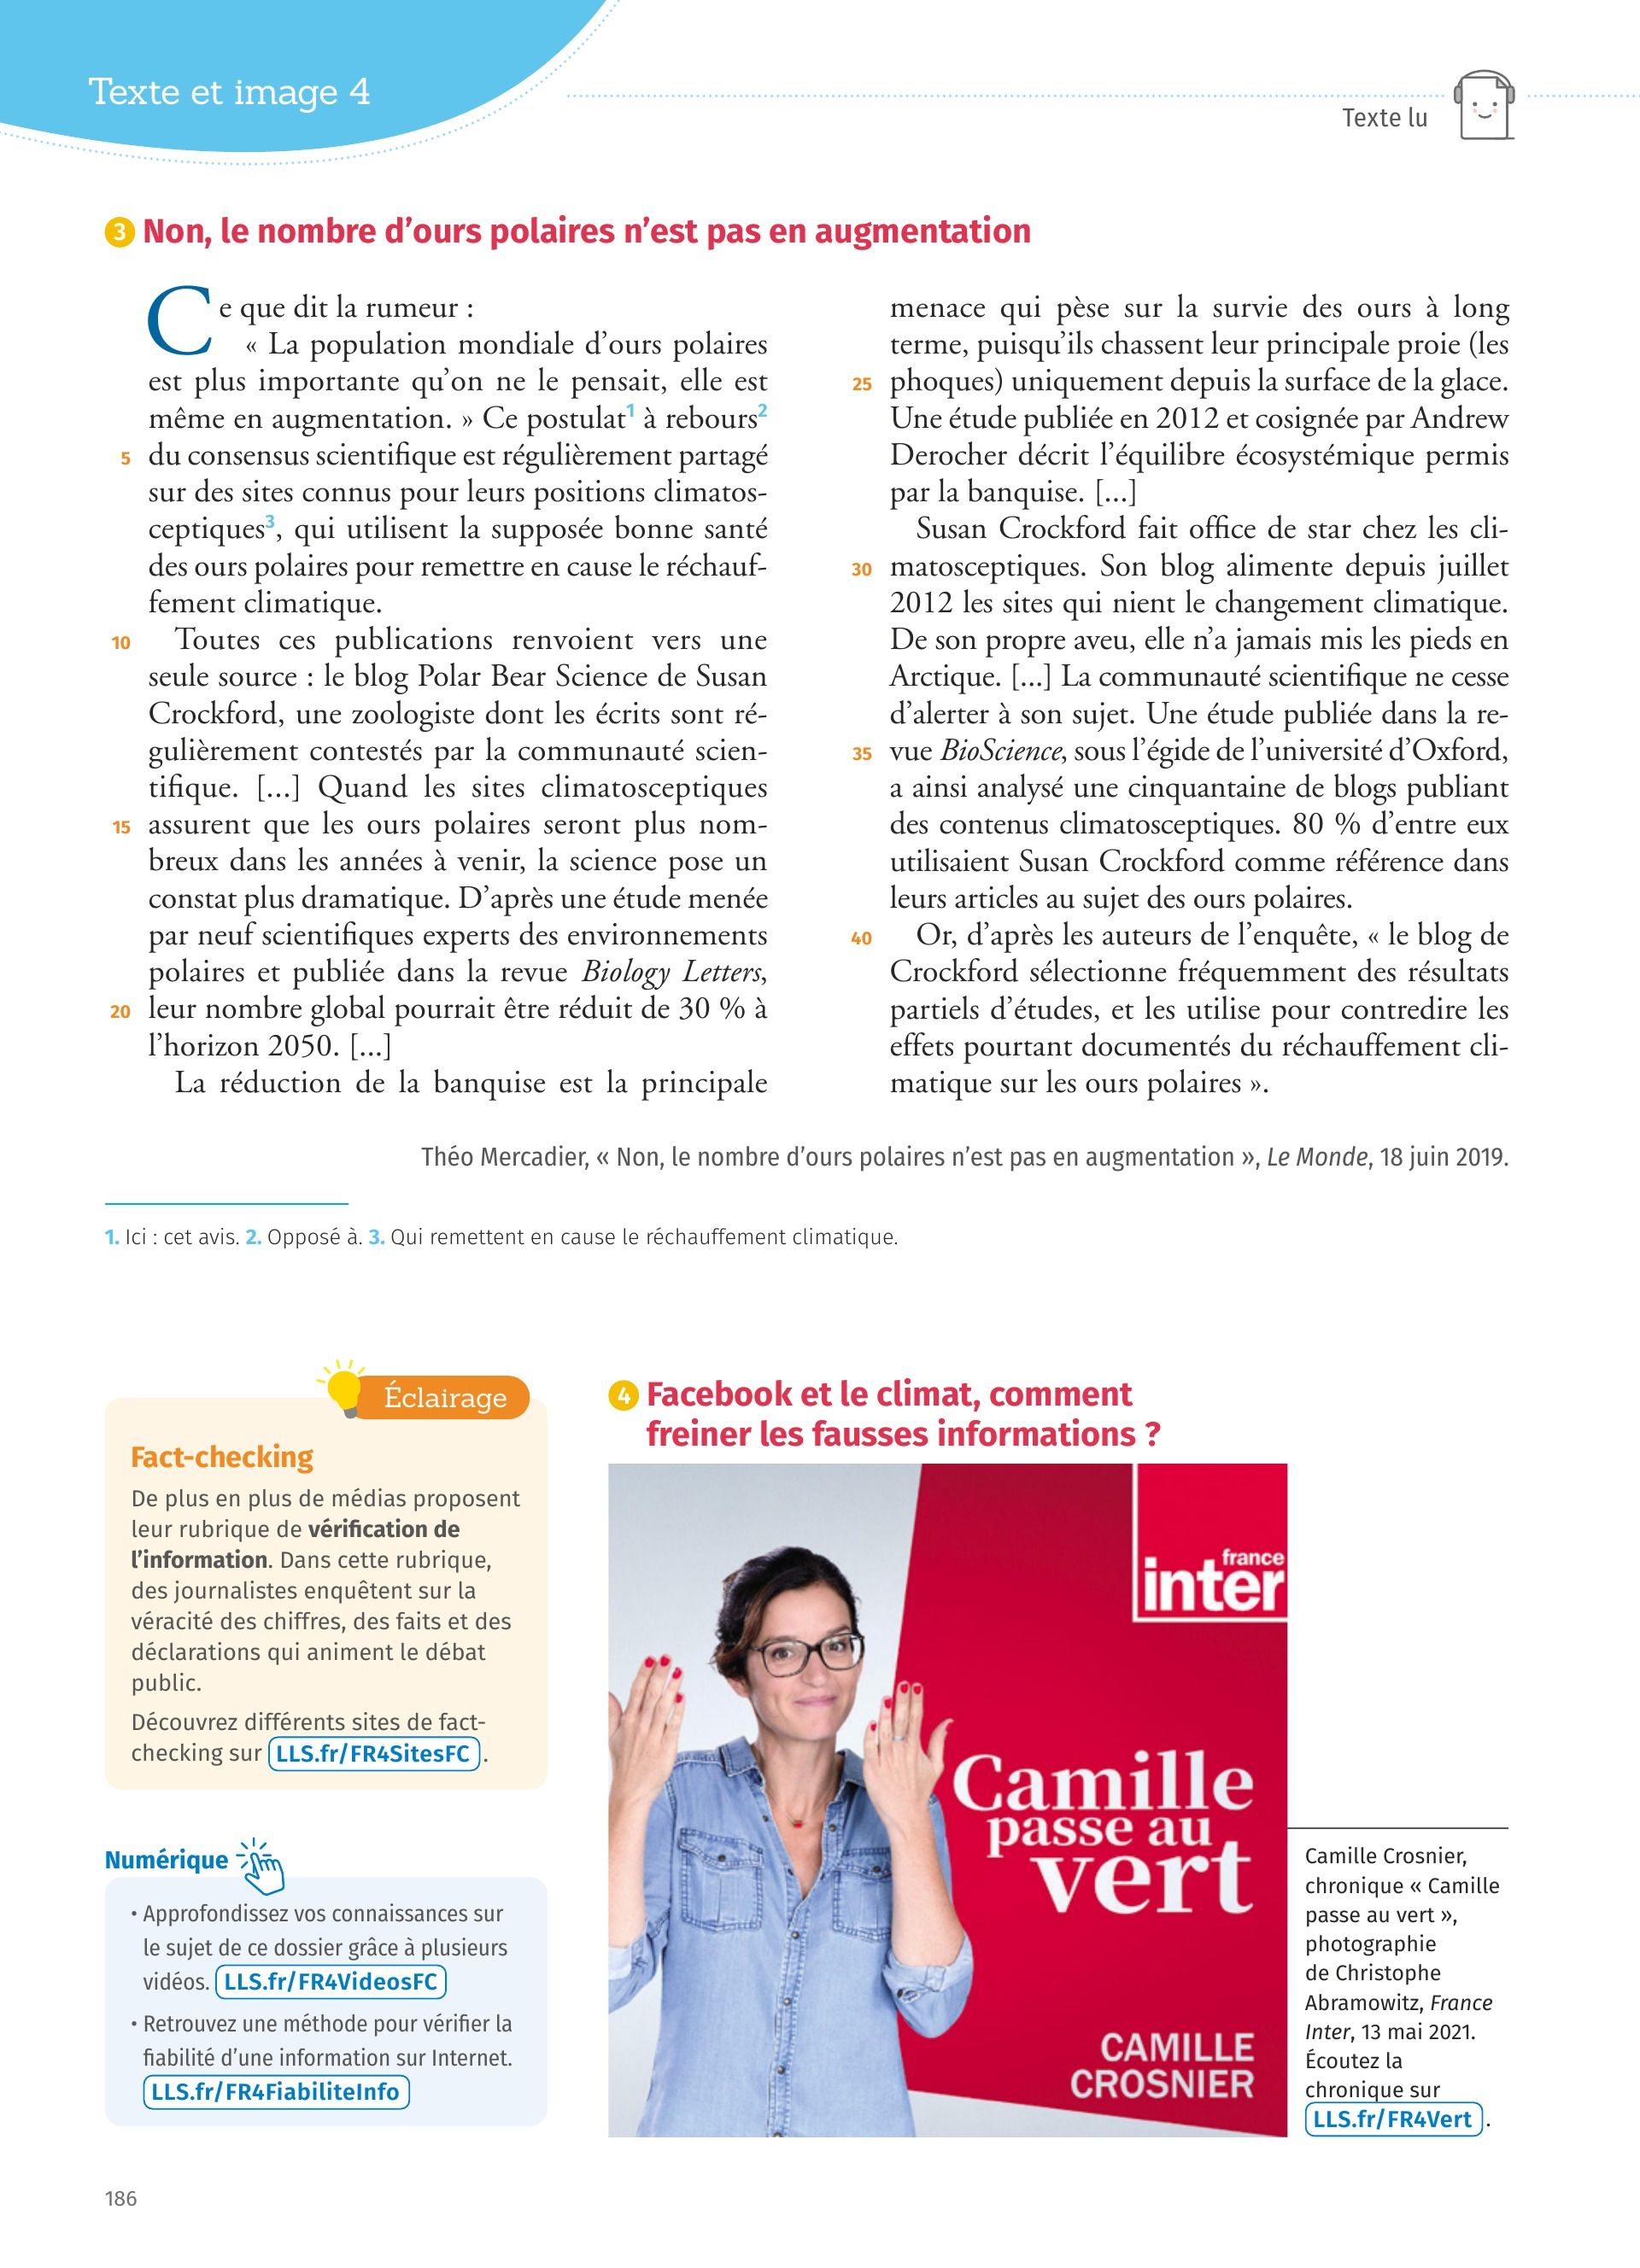 Texte et image 4
Texte lu
3 Non, le nombre d’ours polaires n’est pas en augmentation
Ce que dit la rumeur :
« La population mondiale d’ours polaires
est plus importante qu’on ne le pensait, elle est
même en augmentation. » Ce postulat1 à rebours2
5 du consensus scientifique est régulièrement partagé
sur des sites connus pour leurs positions climatos-
ceptiques3, qui utilisent la supposée bonne santé
des ours polaires pour remettre en cause le réchauf-
fement climatique.
10 Toutes ces publications renvoient vers une
seule source : le blog Polar Bear Science de Susan
Crockford, une zoologiste dont les écrits sont ré-
gulièrement contestés par la communauté scien-
tifique. [...] Quand les sites climatosceptiques
15 assurent que les ours polaires seront plus nom-
breux dans les années à venir, la science pose un
constat plus dramatique. D’après une étude menée
par neuf scientifiques experts des environnements
polaires et publiée dans la revue Biology Letters,
20 leur nombre global pourrait être réduit de 30 % à
l’horizon 2050. [...]
La réduction de la banquise est la principale
menace qui pèse sur la survie des ours à long
terme, puisqu’ils chassent leur principale proie (les
25 phoques) uniquement depuis la surface de la glace.
Une étude publiée en 2012 et cosignée par Andrew
Derocher décrit l’équilibre écosystémique permis
par la banquise. [...]
Susan Crockford fait office de star chez les cli-
30 matosceptiques. Son blog alimente depuis juillet
2012 les sites qui nient le changement climatique.
De son propre aveu, elle n’a jamais mis les pieds en
Arctique. [...] La communauté scientifique ne cesse
d’alerter à son sujet. Une étude publiée dans la re-
35 vue BioScience, sous l’égide de l’université d’Oxford,
a ainsi analysé une cinquantaine de blogs publiant
des contenus climatosceptiques. 80 % d’entre eux
utilisaient Susan Crockford comme référence dans
leurs articles au sujet des ours polaires.
40 Or, d’après les auteurs de l’enquête, « le blog de
Crockford sélectionne fréquemment des résultats
partiels d’études, et les utilise pour contredire les
effets pourtant documentés du réchauffement cli-
matique sur les ours polaires ».
Théo Mercadier, « Non, le nombre d’ours polaires n’est pas en augmentation », Le Monde, 18 juin 2019.
1. Ici : cet avis. 2. Opposé à. 3. Qui remettent en cause le réchauffement climatique.
Éclairage
Fact-checking
De plus en plus de médias proposent
leur rubrique de vérification de
l’information. Dans cette rubrique,
des journalistes enquêtent sur la
véracité des chiffres, des faits et des
déclarations qui animent le débat
public.
Découvrez différents sites de fact-
checking sur LLS.fr/FR4SitesFC .
Numérique
• Approfondissez vos connaissances sur
le sujet de ce dossier grâce à plusieurs
vidéos. LLS.fr/FR4VideosFC
• Retrouvez une méthode pour vérifier la
fiabilité d’une information sur Internet.
LLS.fr/FR4FiabiliteInfo
4 Facebook et le climat, comment
freiner les fausses informations ?
france
inter
Camille
passe au
vert
CAMILLE
CROSNIER
Camille Crosnier,
chronique « Camille
passe au vert »,
photographie
de Christophe
Abramowitz, France
Inter, 13 mai 2021.
Écoutez la
chronique sur
LLS.fr/FR4Vert .
186